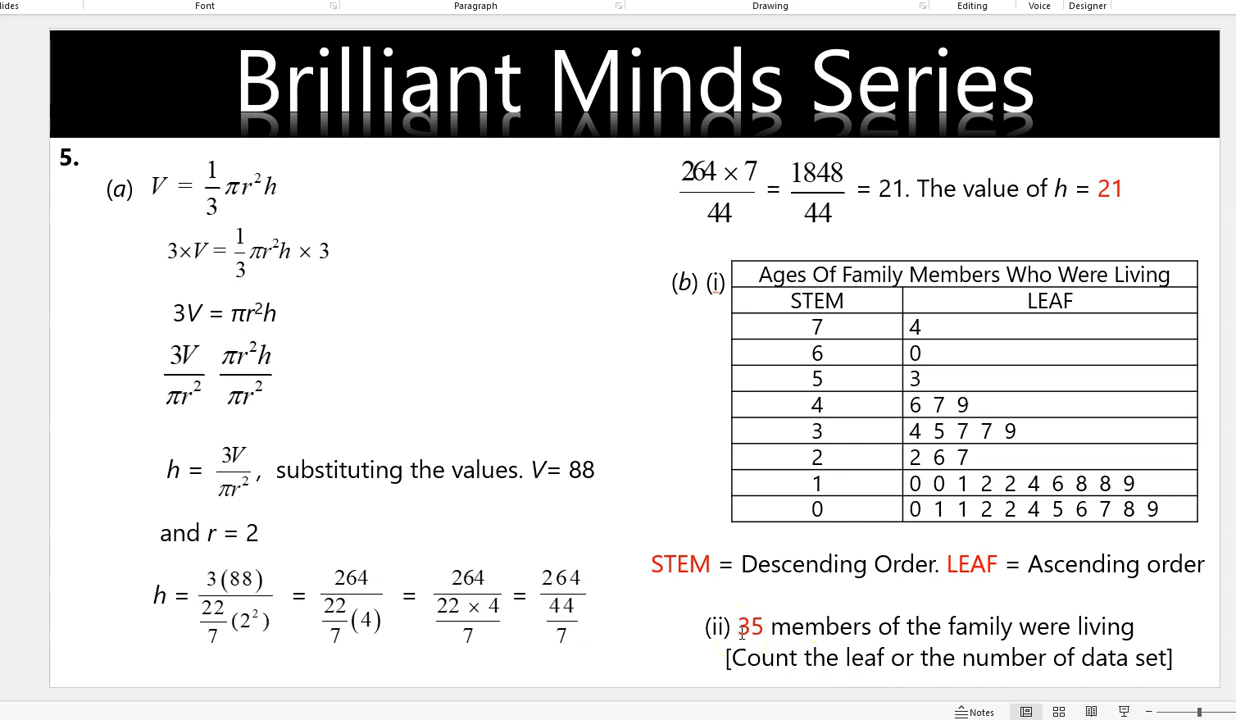 lides Font Paragraph Drawing Editing Voice Designer
Brilliant Minds Series
5.
(a) V = 1/3 πr²h
3×V = 1/3 πr²h × 3
3V = πr²h
3V/πr² πr²h/πr²
h = 3V/πr², substituting the values. V= 88
and r = 2
h = 3(88)/(22/7 (2²)) = 264/(22/7 (4)) = 264/((22 × 4)/7) = 264/(44/7)
(264 × 7)/44 = 1848/44 = 21. The value of h = 21
(b) (i)
Ages Of Family Members Who Were Living
STEM LEAF
7 4
6 0
5 3
4 6 7 9
3 4 5 7 7 9
2 2 6 7
1 0 0 1 2 2 4 6 8 8 9
0 0 1 1 2 2 4 5 6 7 8 9
STEM = Descending Order. LEAF = Ascending order
(ii) 35 members of the family were living
[Count the leaf or the number of data set]
Notes